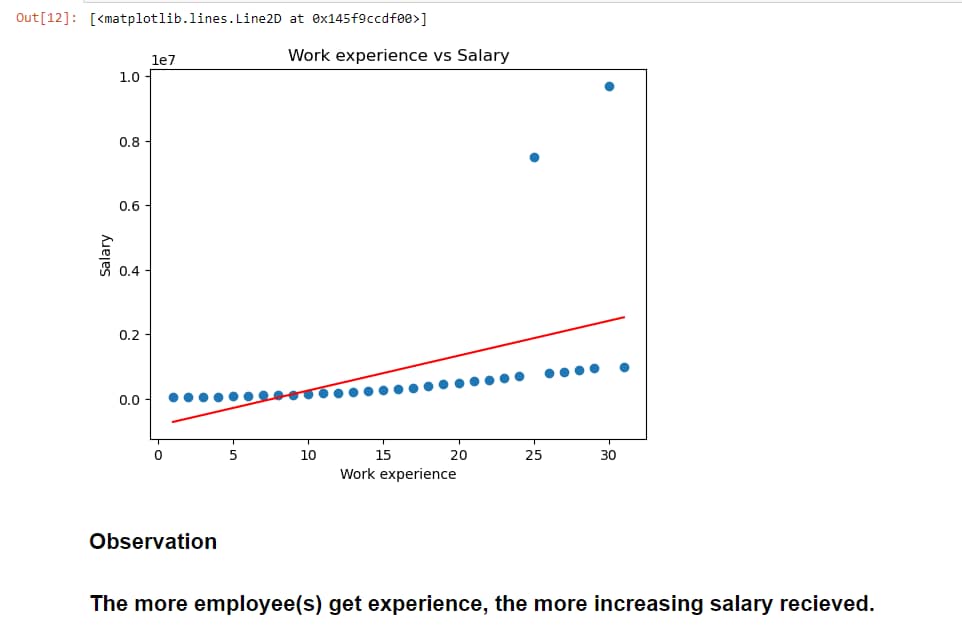 Out[12]: [<matplotlib.lines.Line2D at 0x145f9ccdf00>]
1e7
Work experience vs Salary
1.0
0.8
0.6
0.4
0.2
0.0
Salary
0 5 10 15 20 25 30
Work experience
Observation
The more employee(s) get experience, the more increasing salary recieved.